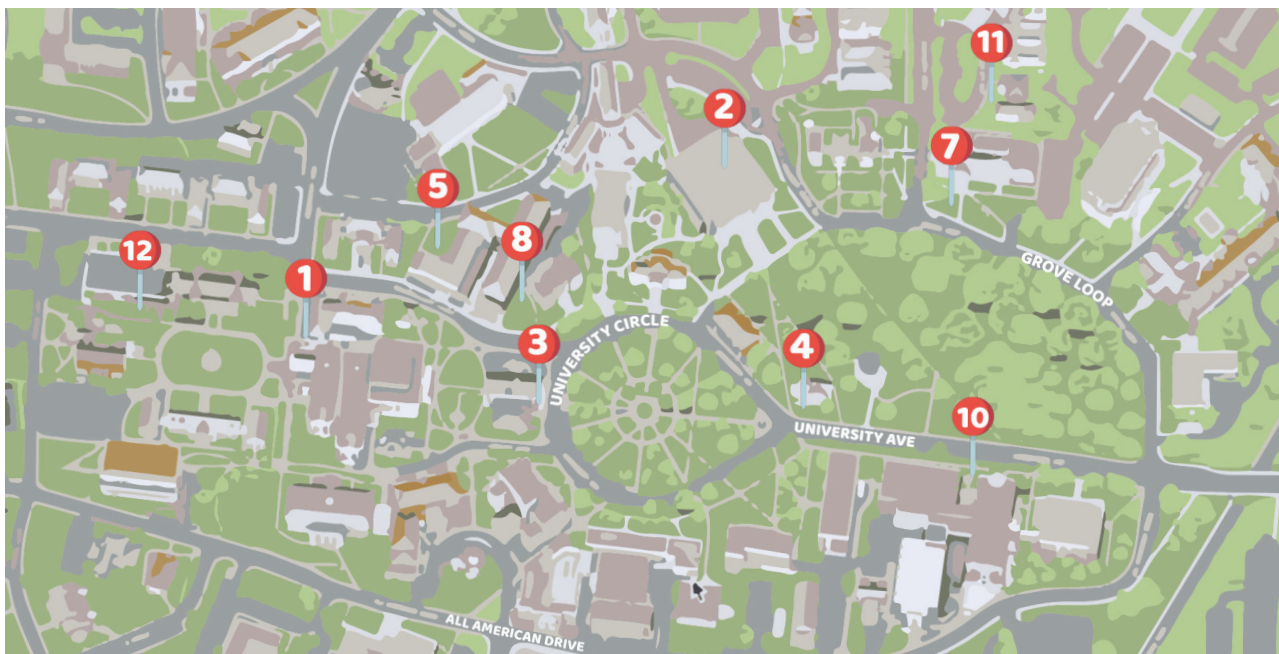 11
2
7
5
8
12
GROVE LOOP
1
UNIVERSITY CIRCLE
3
4
10
UNIVERSITY AVE
ALL AMERICAN DRIVE